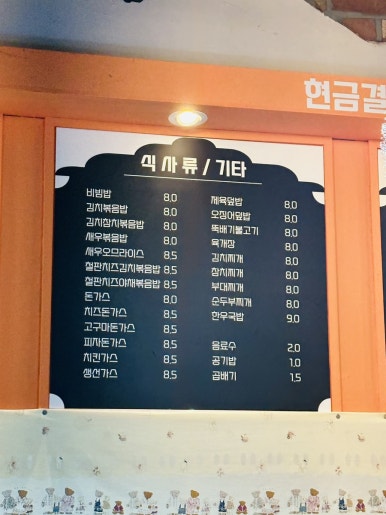 현금결
식사류/기타
비빔밥 8.0
김치볶음밥 8.0
김치참치볶음밥 8.0
새우볶음밥 8.0
새우오므라이스 8.5
철판치즈김치볶음밥 8.5
철판치즈야채볶음밥 8.5
돈가스 8.0
치즈돈가스 8.5
고구마돈가스 8.5
피자돈가스 8.5
치킨가스 8.5
생선가스 8.5
제육덮밥 8.0
오징어덮밥 8.0
뚝배기불고기 8.0
육개장 8.0
김치찌개 8.0
참치찌개 8.0
부대찌개 8.0
순두부찌개 8.0
한우국밥 9.0
음료수 2.0
공기밥 1.0
곱배기 1.5